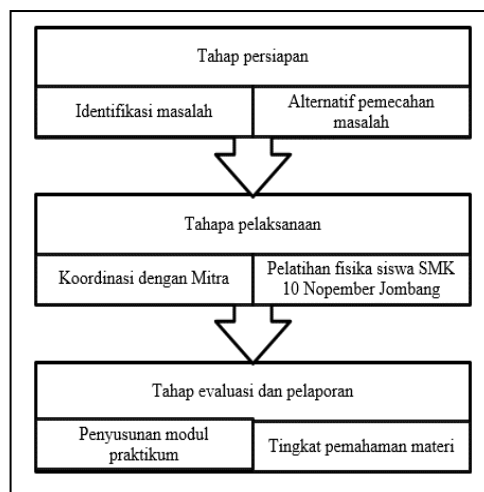 Tahap persiapan
Identifikasi masalah
Alternatif pemecahan
masalah
Tahapa pelaksanaan
Koordinasi dengan Mitra
Pelatihan fisika siswa SMK
10 Nopember Jombang
Tahap evaluasi dan pelaporan
Penyusunan modul
praktikum
Tingkat pemahaman materi